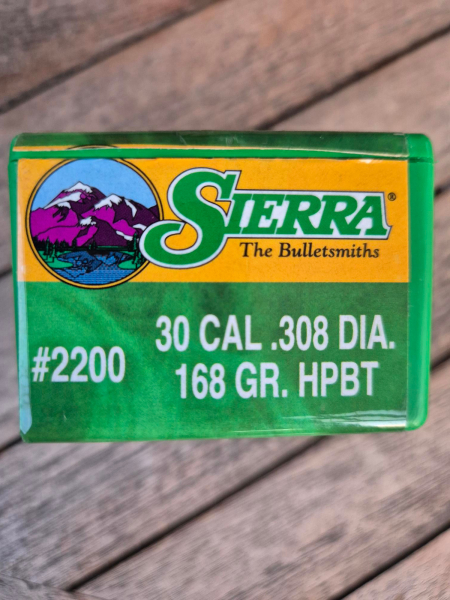 SIERRA®
The Bulletsmiths
#2200
30 CAL .308 DIA.
168 GR. HPBT